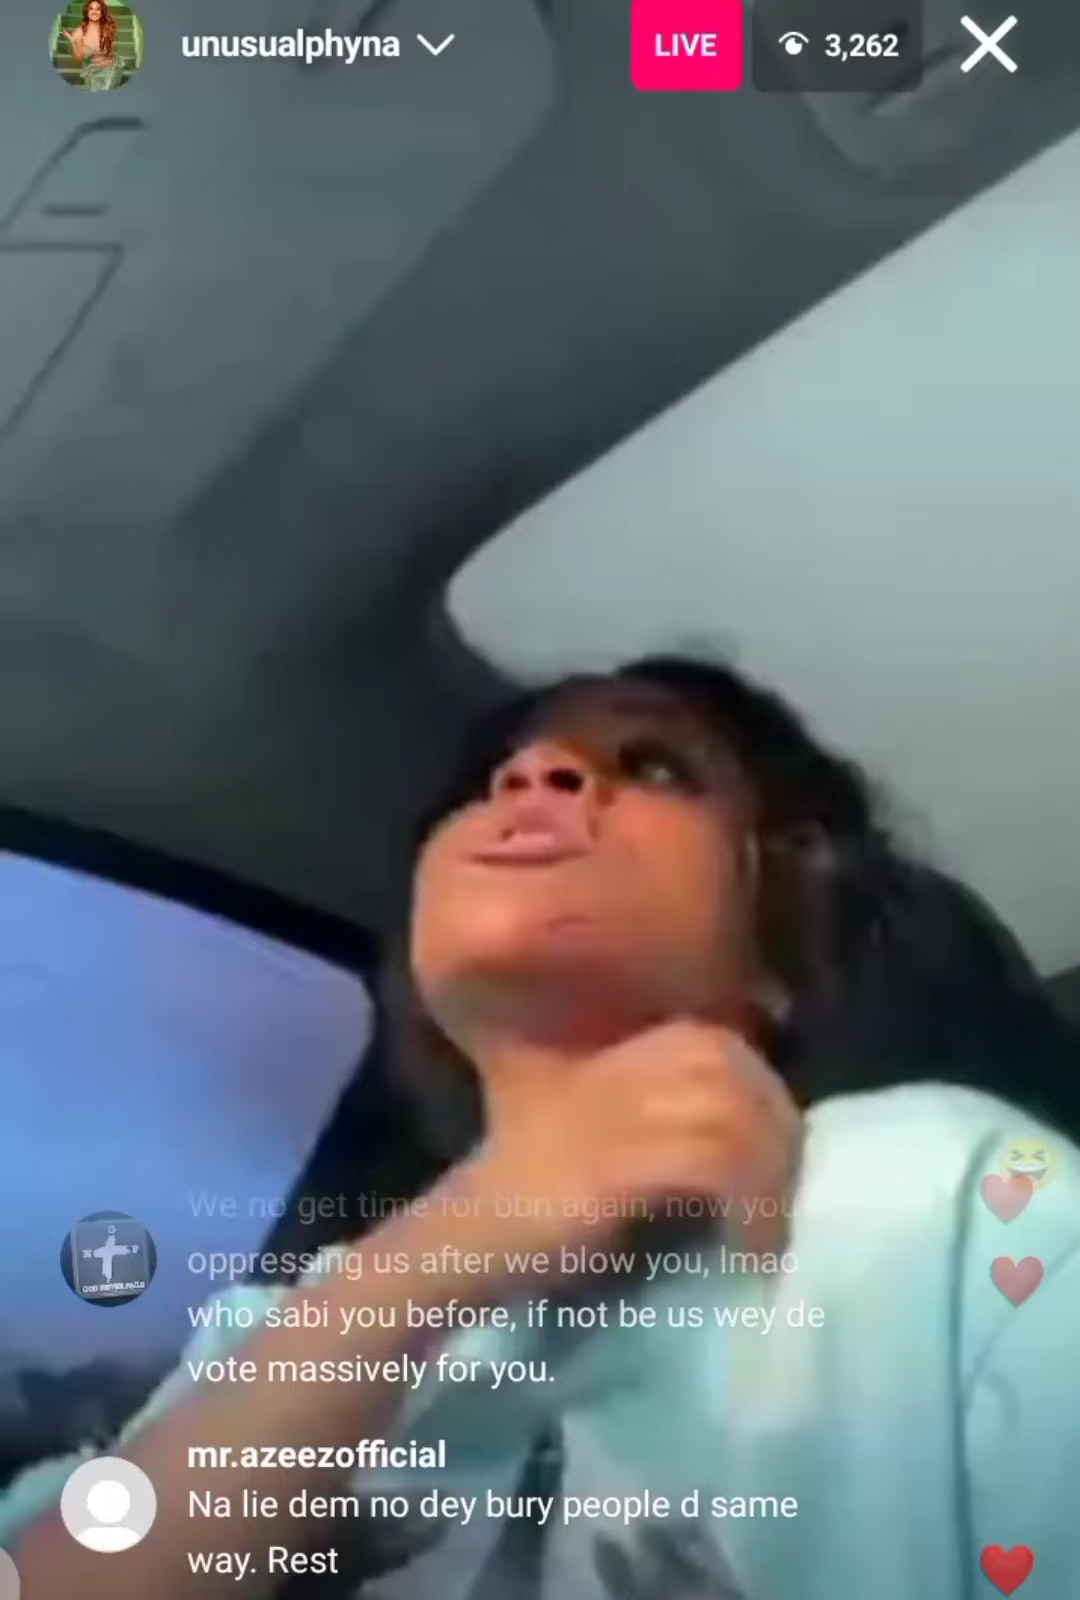 unusualphyna
LIVE
3,262
We no get time for bbn again, now you
oppressing us after we blow you, lmao
who sabi you before, if not be us wey de
vote massively for you.
mr.azeezofficial
Na lie dem no dey bury people d same
way. Rest